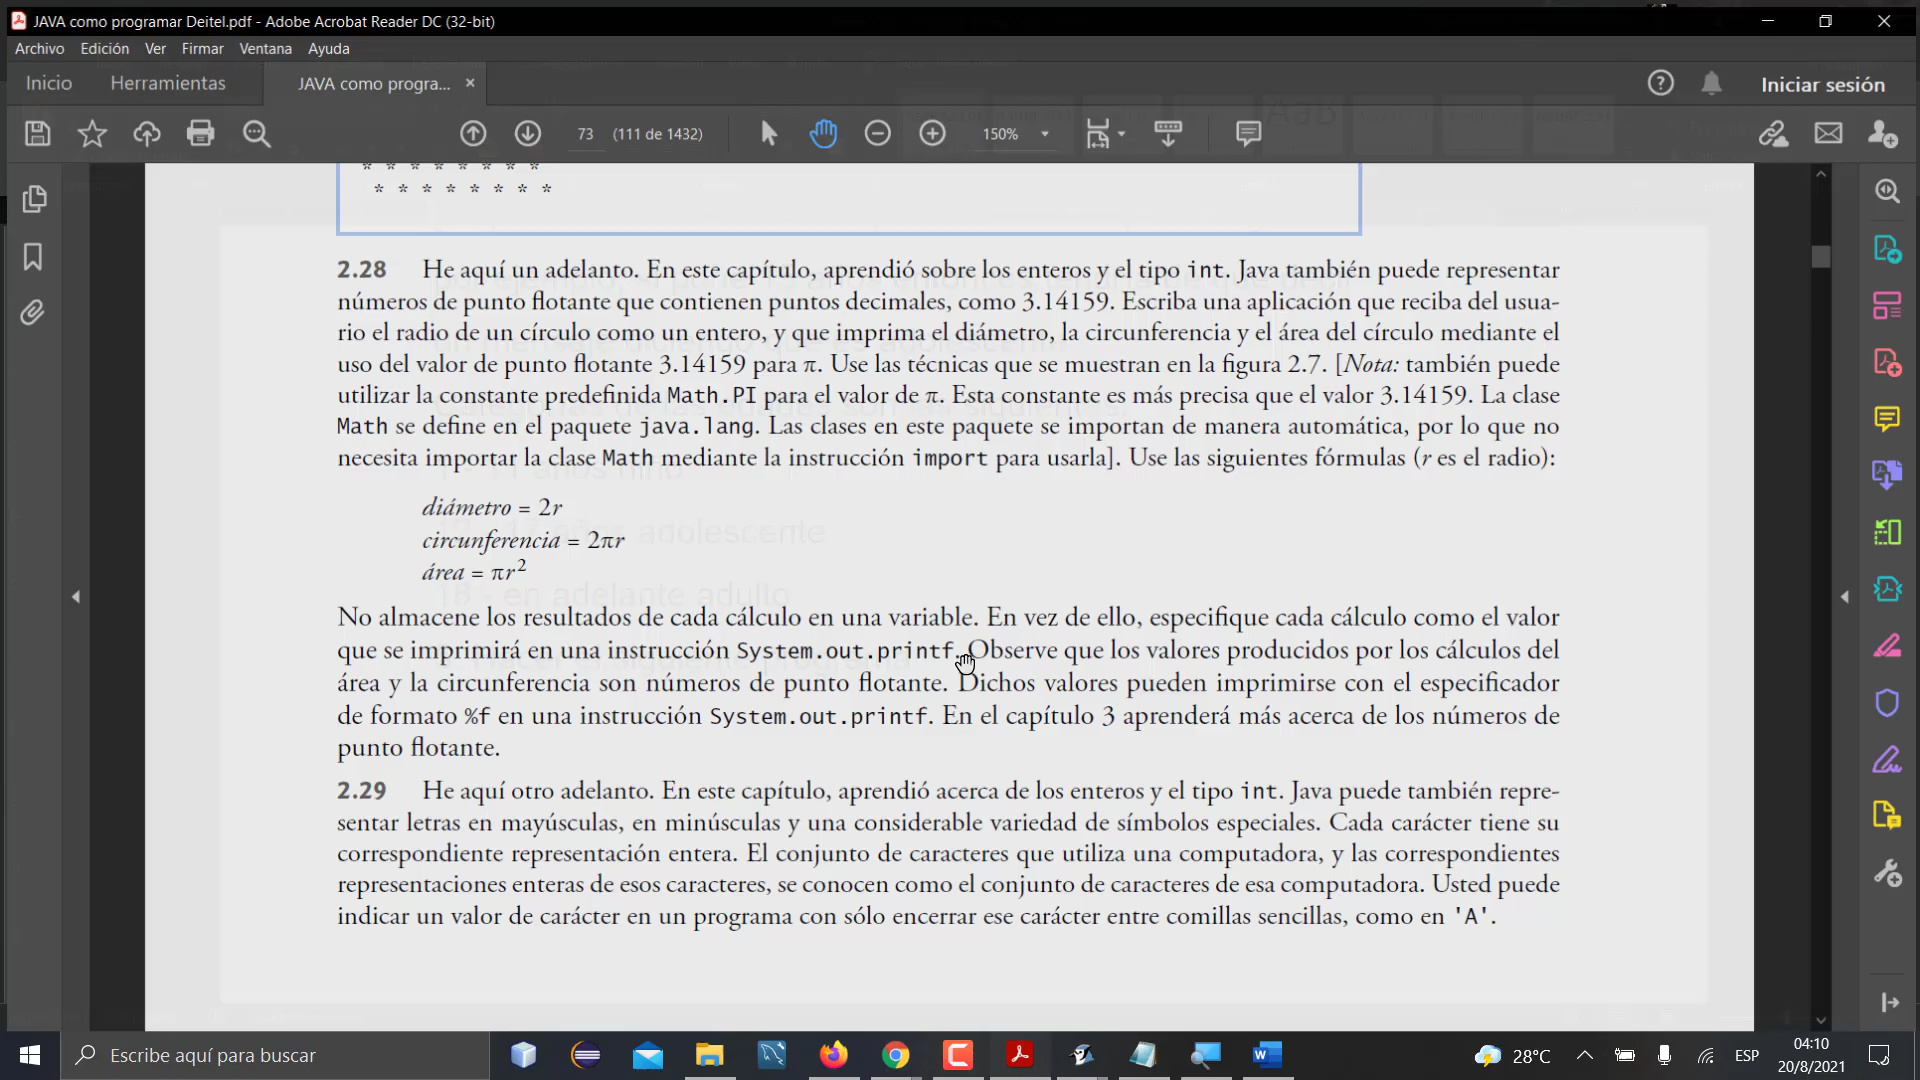 JAVA como programar Deitel.pdf - Adobe Acrobat Reader DC (32-bit)
Archivo Edición Ver Firmar Ventana Ayuda
Inicio Herramientas JAVA como progra... × Iniciar sesión
73 (111 de 1432) 150%
* * * * * * * *
* * * * * * * *
2.28 He aquí un adelanto. En este capítulo, aprendió sobre los enteros y el tipo int. Java también puede representar
números de punto flotante que contienen puntos decimales, como 3.14159. Escriba una aplicación que reciba del usua-
rio el radio de un círculo como un entero, y que imprima el diámetro, la circunferencia y el área del círculo mediante el
uso del valor de punto flotante 3.14159 para π. Use las técnicas que se muestran en la figura 2.7. [Nota: también puede
utilizar la constante predefinida Math.PI para el valor de π. Esta constante es más precisa que el valor 3.14159. La clase
Math se define en el paquete java.lang. Las clases en este paquete se importan de manera automática, por lo que no
necesita importar la clase Math mediante la instrucción import para usarla]. Use las siguientes fórmulas (r es el radio):
diámetro = 2r
circunferencia = 2πr
17 años adolescente
área = πr²
18 - en adelante adulto
No almacene los resultados de cada cálculo en una variable. En vez de ello, especifique cada cálculo como el valor
que se imprimirá en una instrucción System.out.printf. Observe que los valores producidos por los cálculos del
área y la circunferencia son números de punto flotante. Dichos valores pueden imprimirse con el especificador
de formato %f en una instrucción System.out.printf. En el capítulo 3 aprenderá más acerca de los números de
punto flotante.
2.29 He aquí otro adelanto. En este capítulo, aprendió acerca de los enteros y el tipo int. Java puede también repre-
sentar letras en mayúsculas, en minúsculas y una considerable variedad de símbolos especiales. Cada carácter tiene su
correspondiente representación entera. El conjunto de caracteres que utiliza una computadora, y las correspondientes
representaciones enteras de esos caracteres, se conocen como el conjunto de caracteres de esa computadora. Usted puede
indicar un valor de carácter en un programa con sólo encerrar ese carácter entre comillas sencillas, como en 'A'.
Escribe aquí para buscar 28°C ESP 04:10
20/8/2021